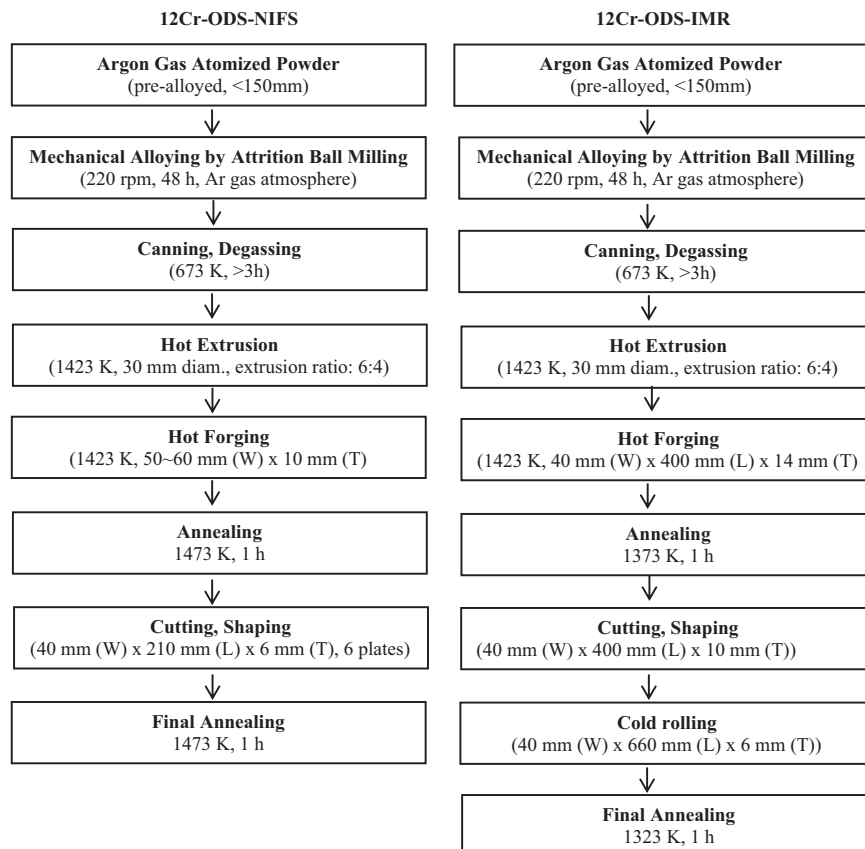 12Cr-ODS-NIFS
Argon Gas Atomized Powder
(pre-alloyed, <150mm)
Mechanical Alloying by Attrition Ball Milling
(220 rpm, 48 h, Ar gas atmosphere)
Canning, Degassing
(673 K, >3h)
Hot Extrusion
(1423 K, 30 mm diam., extrusion ratio: 6:4)
Hot Forging
(1423 K, 50~60 mm (W) x 10 mm (T)
Annealing
1473 K, 1 h
Cutting, Shaping
(40 mm (W) x 210 mm (L) x 6 mm (T), 6 plates)
Final Annealing
1473 K, 1 h
12Cr-ODS-IMR
Argon Gas Atomized Powder
(pre-alloyed, <150mm)
Mechanical Alloying by Attrition Ball Milling
(220 rpm, 48 h, Ar gas atmosphere)
Canning, Degassing
(673 K, >3h)
Hot Extrusion
(1423 K, 30 mm diam., extrusion ratio: 6:4)
Hot Forging
(1423 K, 40 mm (W) x 400 mm (L) x 14 mm (T)
Annealing
1373 K, 1 h
Cutting, Shaping
(40 mm (W) x 400 mm (L) x 10 mm (T))
Cold rolling
(40 mm (W) x 660 mm (L) x 6 mm (T))
Final Annealing
1323 K, 1 h